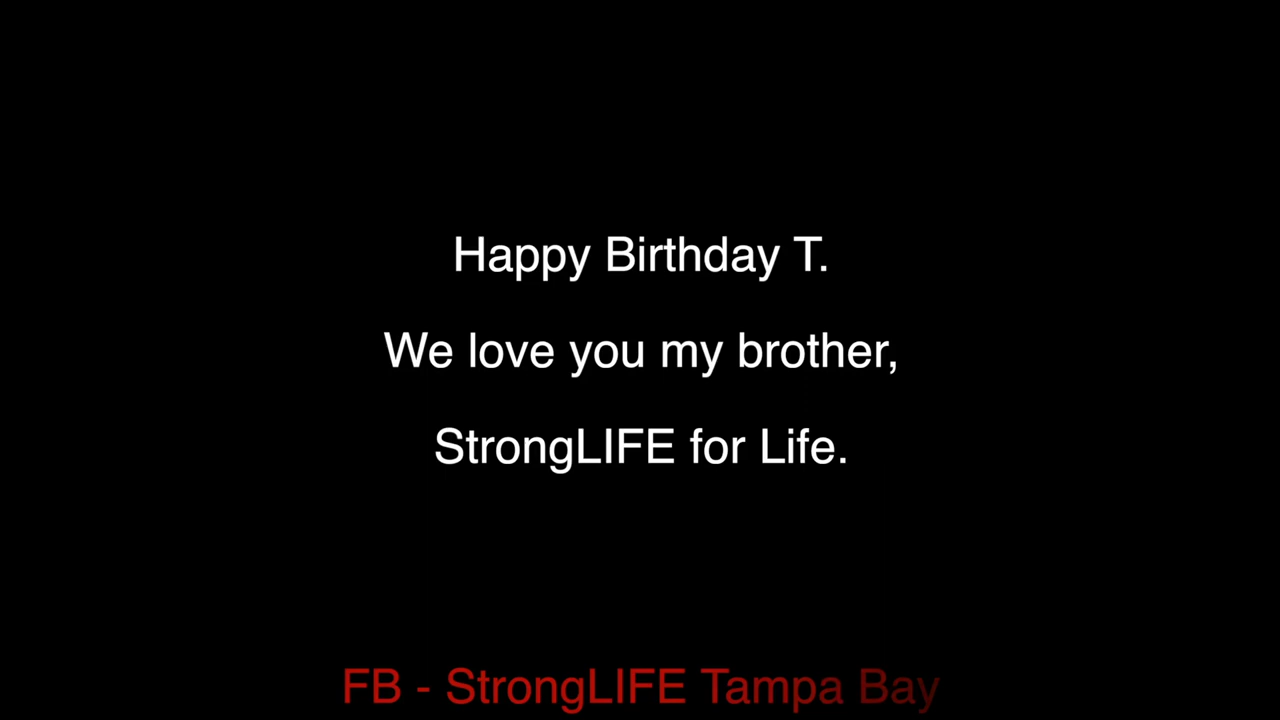 Happy Birthday T.
We love you my brother,
StrongLIFE for Life.
FB - StrongLIFE Tampa Bay